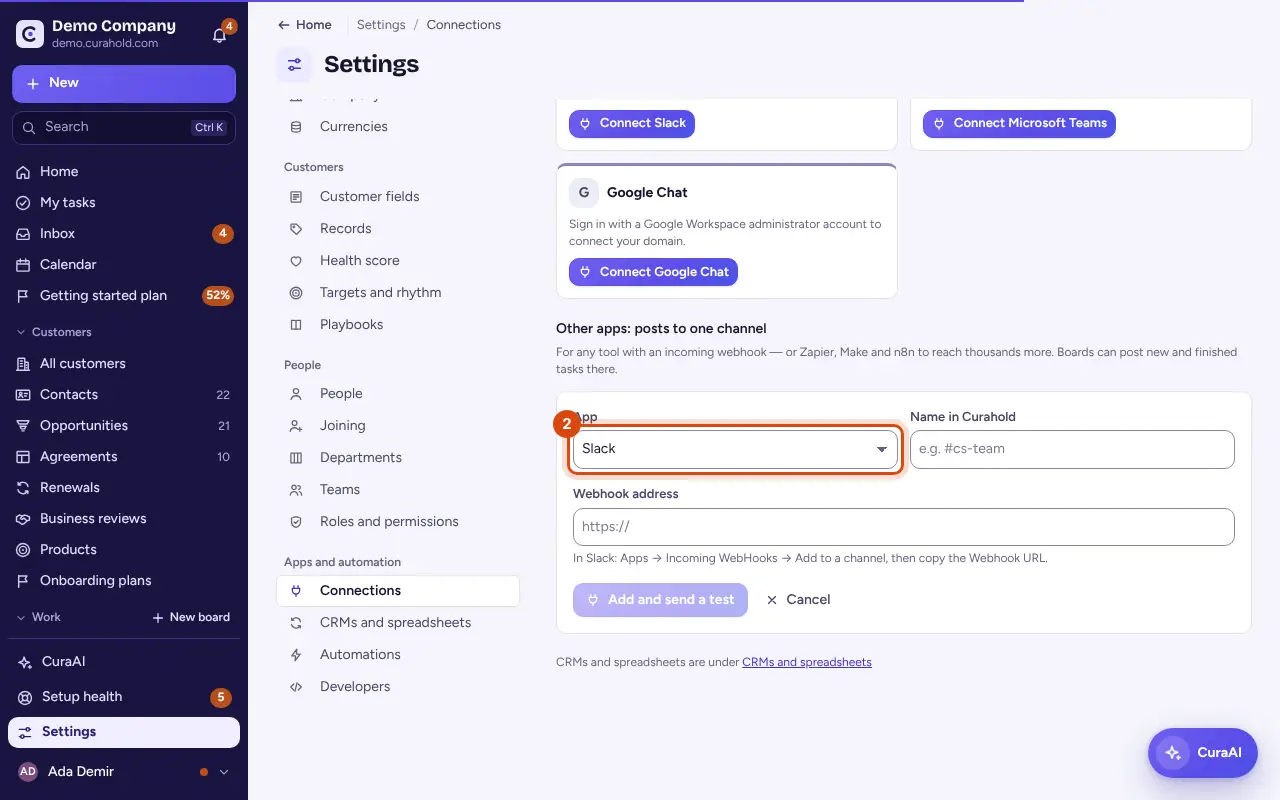 Demo Company
demo.curahold.com
4
New
Search
Ctrl K
Home
My tasks
Inbox
4
Calendar
Getting started plan
52%
Customers
All customers
Contacts
22
Opportunities
21
Agreements
10
Renewals
Business reviews
Products
Onboarding plans
Work
New board
CuraAI
Setup health
5
Settings
AD
Ada Demir
Home
Settings / Connections
Settings
Currencies
Customers
Customer fields
Records
Health score
Targets and rhythm
Playbooks
People
People
Joining
Departments
Teams
Roles and permissions
Apps and automation
Connections
CRMs and spreadsheets
Automations
Developers
Connect Slack
Connect Microsoft Teams
G
Google Chat
Sign in with a Google Workspace administrator account to
connect your domain.
Connect Google Chat
Other apps: posts to one channel
For any tool with an incoming webhook — or Zapier, Make and n8n to reach thousands more. Boards can post new and finished
tasks there.
2
App
Slack
Name in Curahold
e.g. #cs-team
Webhook address
https://
In Slack: Apps → Incoming WebHooks → Add to a channel, then copy the Webhook URL.
Add and send a test
Cancel
CRMs and spreadsheets are under CRMs and spreadsheets
CuraAI